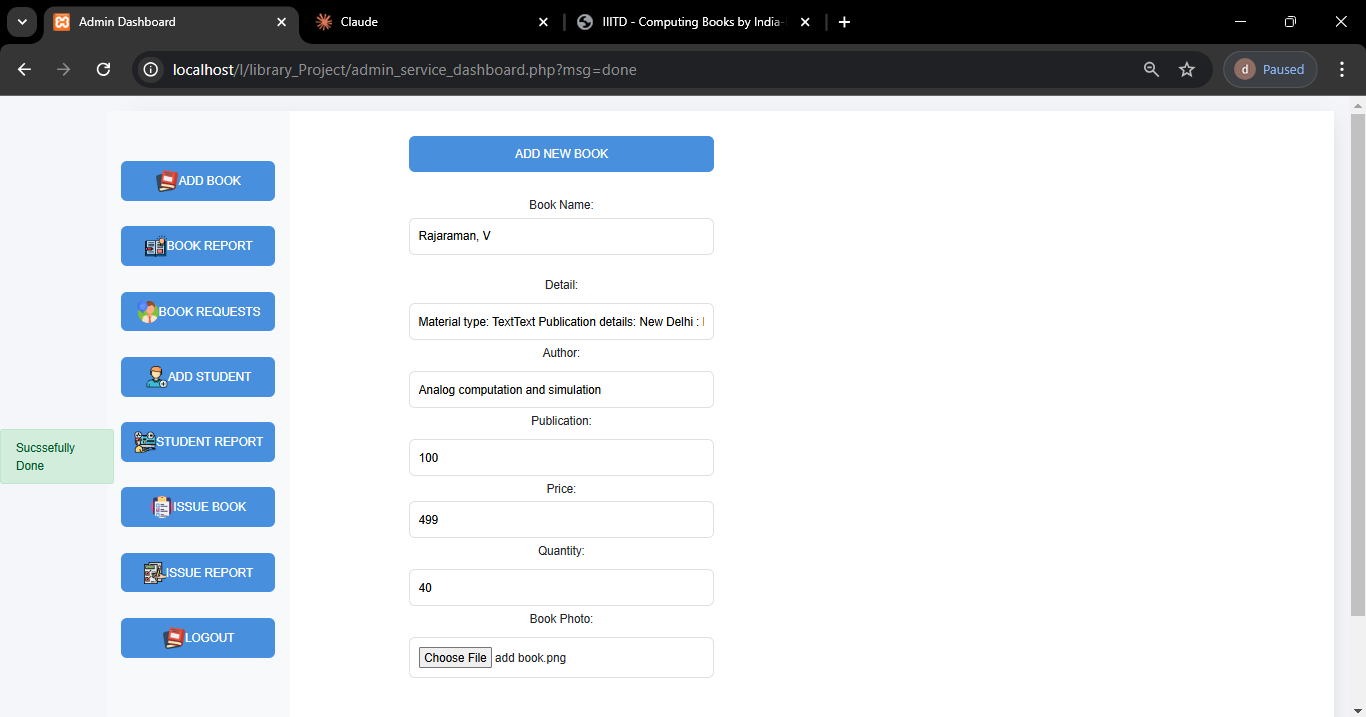 Admin Dashboard
Claude
IIITD - Computing Books by India-
localhost/l/library_Project/admin_service_dashboard.php?msg=done
d Paused
ADD BOOK
BOOK REPORT
BOOK REQUESTS
ADD STUDENT
STUDENT REPORT
ISSUE BOOK
ISSUE REPORT
LOGOUT
Sucssefully
Done
ADD NEW BOOK
Book Name:
Rajaraman, V
Detail:
Material type: TextText Publication details: New Delhi :
Author:
Analog computation and simulation
Publication:
100
Price:
499
Quantity:
40
Book Photo:
Choose File add book.png